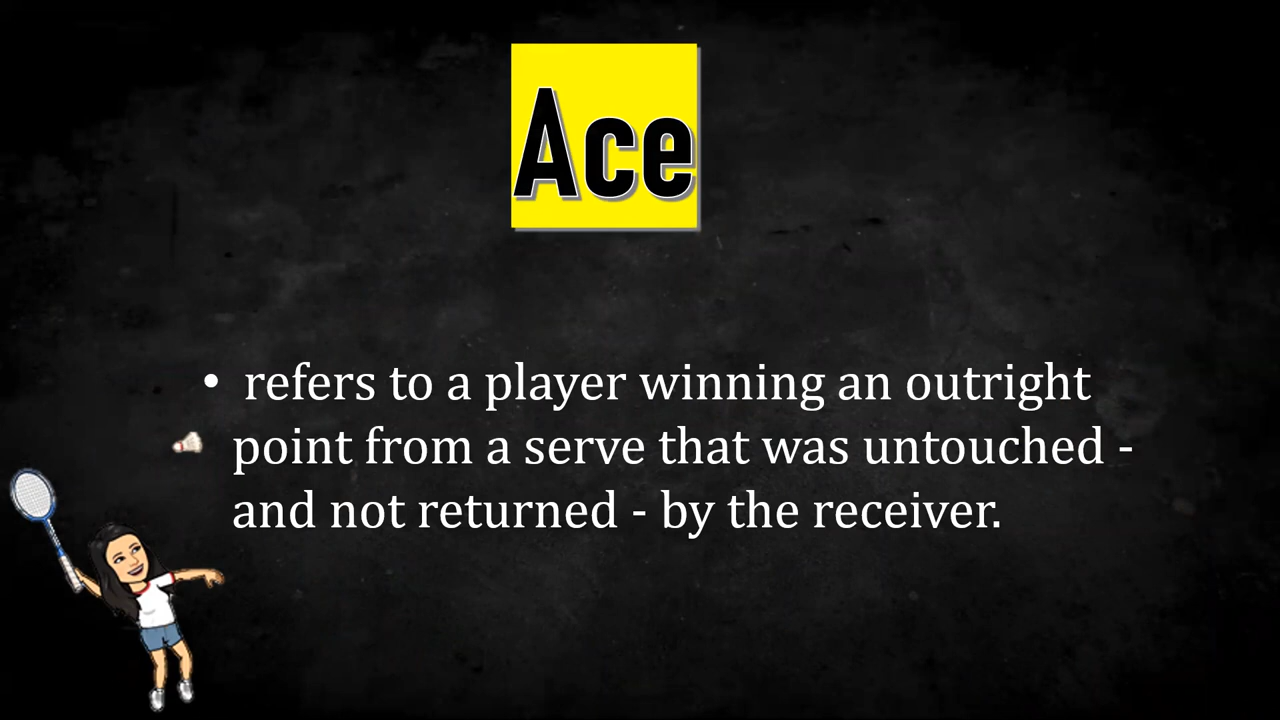 Ace
• refers to a player winning an outright
point from a serve that was untouched -
and not returned - by the receiver.